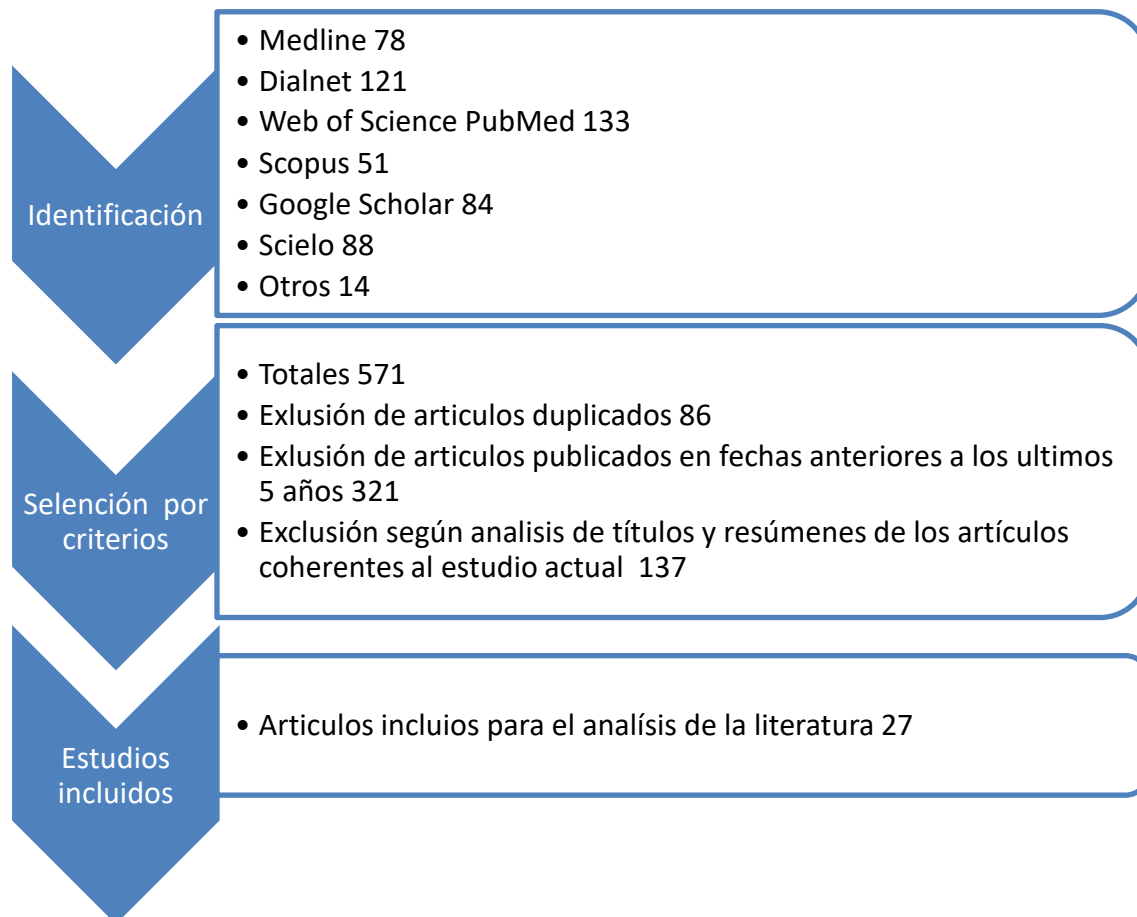 Identificación
• Medline 78
• Dialnet 121
• Web of Science PubMed 133
• Scopus 51
• Google Scholar 84
• Scielo 88
• Otros 14
Selención por
criterios
• Totales 571
• Exlusión de articulos duplicados 86
• Exlusión de articulos publicados en fechas anteriores a los ultimos
5 años 321
• Exclusión según analisis de títulos y resúmenes de los artículos
coherentes al estudio actual 137
Estudios
incluidos
• Articulos incluios para el analísis de la literatura 27